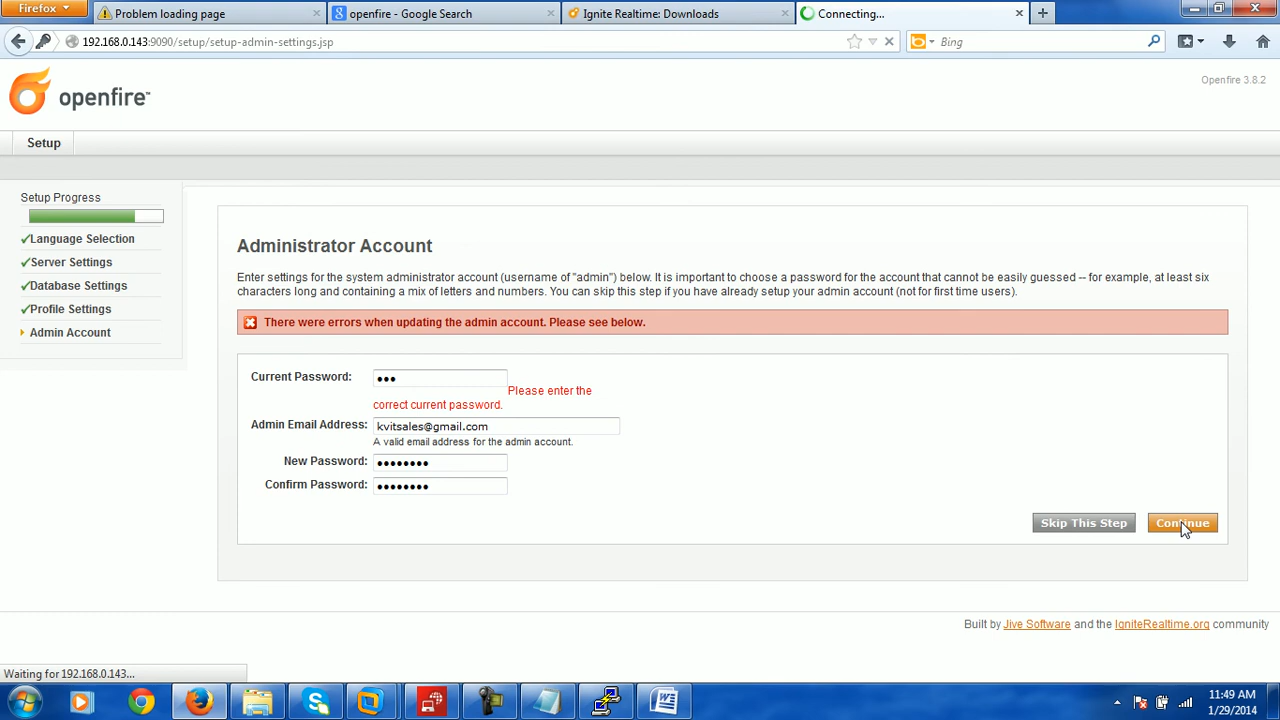 Firefox
Problem loading page
openfire - Google Search
Ignite Realtime: Downloads
Connecting...
192.168.0.143:9090/setup/setup-admin-settings.jsp
Bing
openfire™
Openfire 3.8.2
Setup
Setup Progress
Language Selection
Server Settings
Database Settings
Profile Settings
Admin Account
Administrator Account
Enter settings for the system administrator account (username of "admin") below. It is important to choose a password for the account that cannot be easily guessed -- for example, at least six
characters long and containing a mix of letters and numbers. You can skip this step if you have already setup your admin account (not for first time users).
There were errors when updating the admin account. Please see below.
Current Password: •••
Please enter the
correct current password.
Admin Email Address: kvitsales@gmail.com
A valid email address for the admin account.
New Password: ••••••••
Confirm Password: ••••••••
Skip This Step
Continue
Built by Jive Software and the IgniteRealtime.org community
Waiting for 192.168.0.143...
11:49 AM
1/29/2014